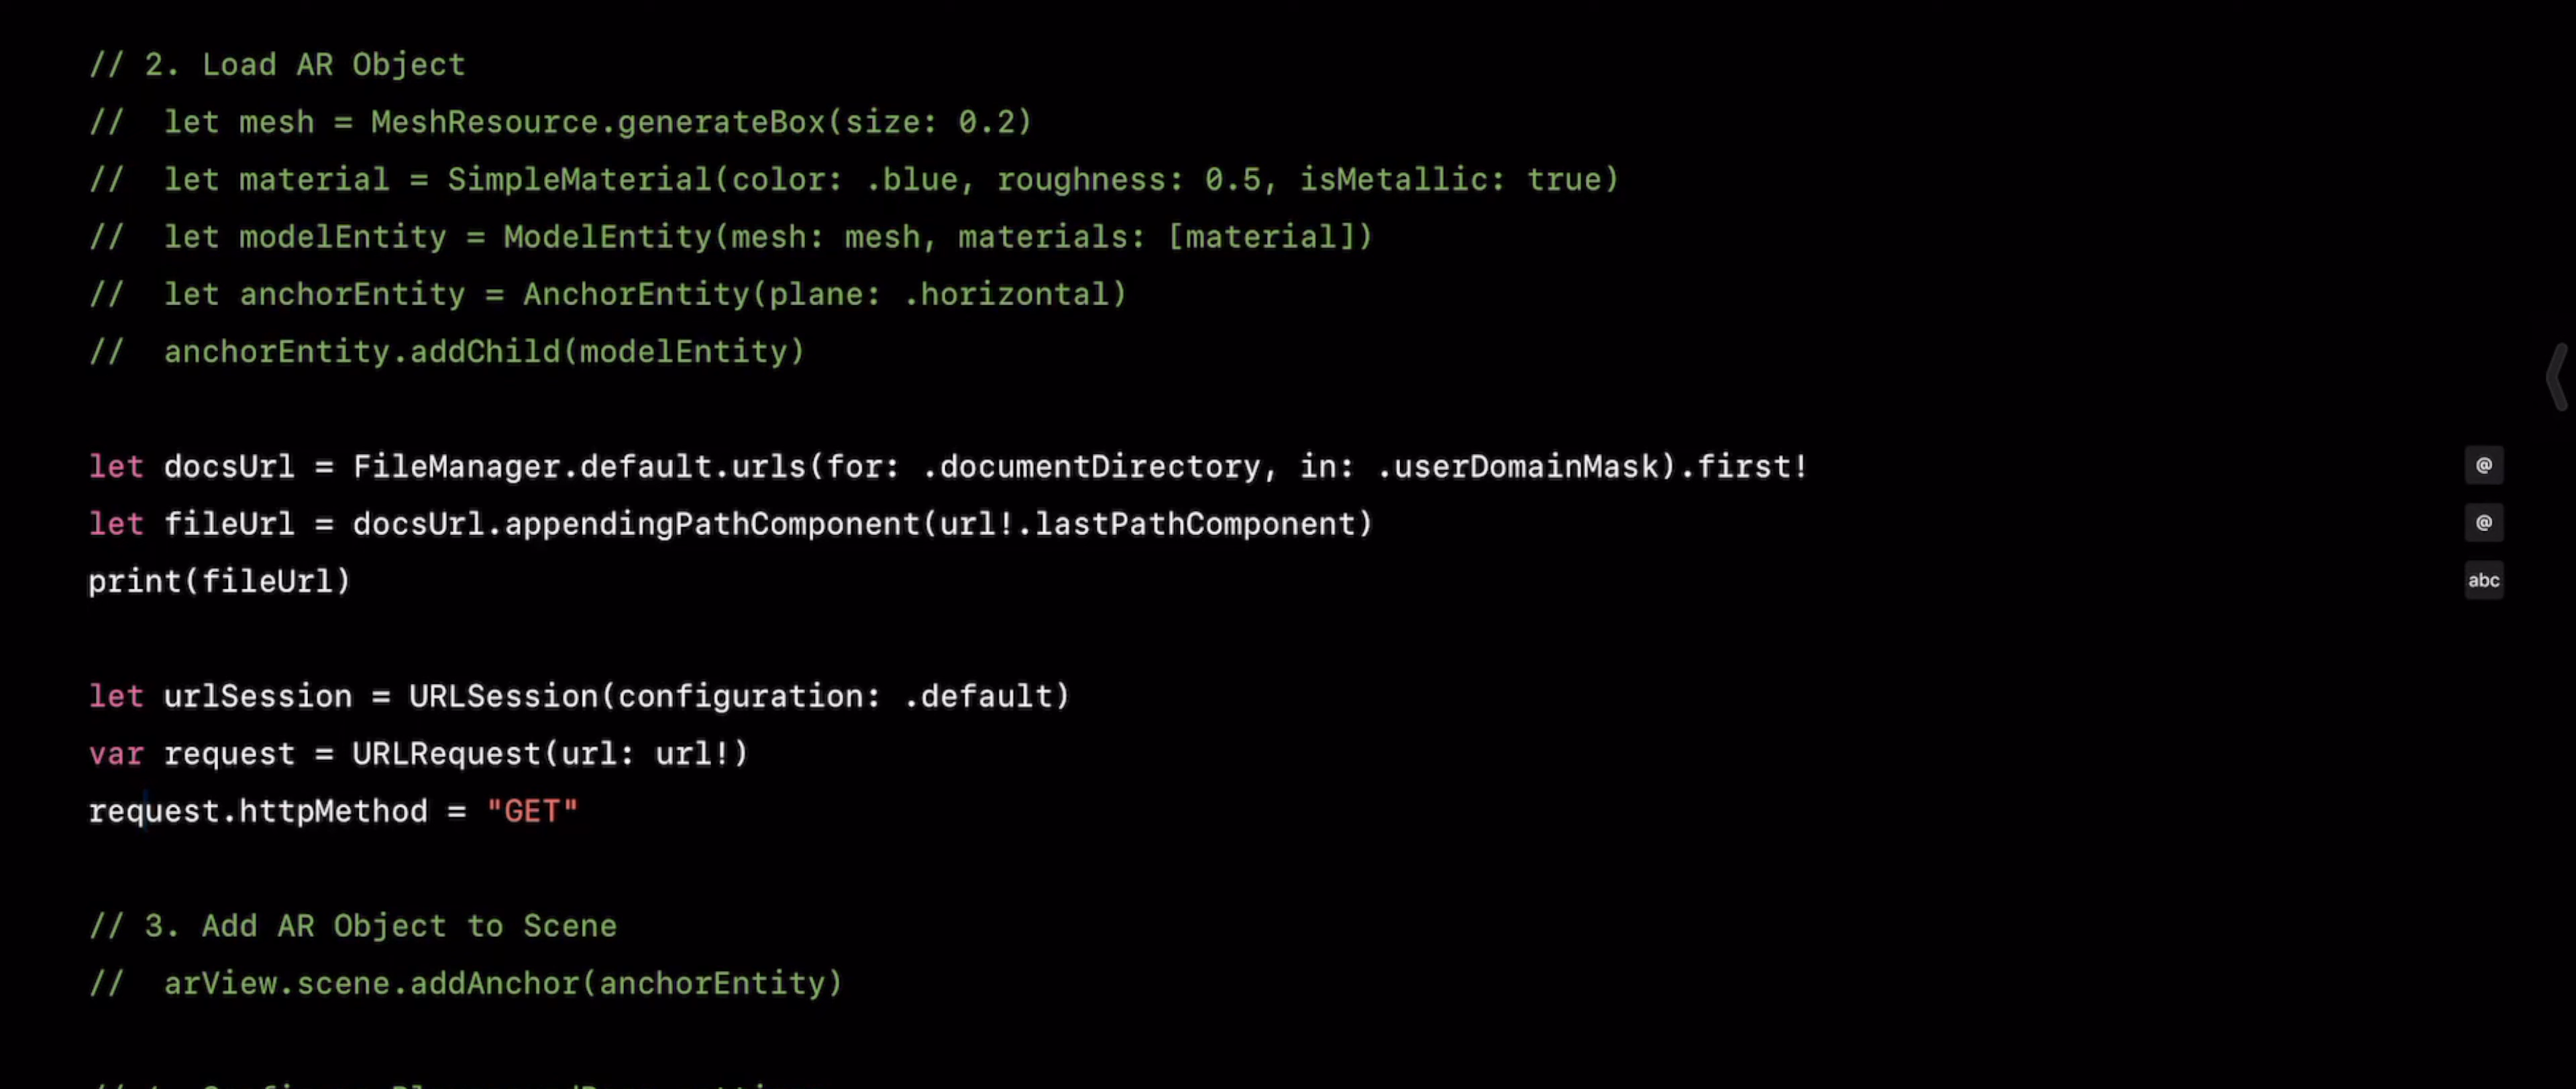 // 2. Load AR Object
//  let mesh = MeshResource.generateBox(size: 0.2)
//  let material = SimpleMaterial(color: .blue, roughness: 0.5, isMetallic: true)
//  let modelEntity = ModelEntity(mesh: mesh, materials: [material])
//  let anchorEntity = AnchorEntity(plane: .horizontal)
//  anchorEntity.addChild(modelEntity)
let docsUrl = FileManager.default.urls(for: .documentDirectory, in: .userDomainMask).first!
@
let fileUrl = docsUrl.appendingPathComponent(url!.lastPathComponent)
@
print(fileUrl)
abc
let urlSession = URLSession(configuration: .default)
var request = URLRequest(url: url!)
request.httpMethod = "GET"
// 3. Add AR Object to Scene
//  arView.scene.addAnchor(anchorEntity)